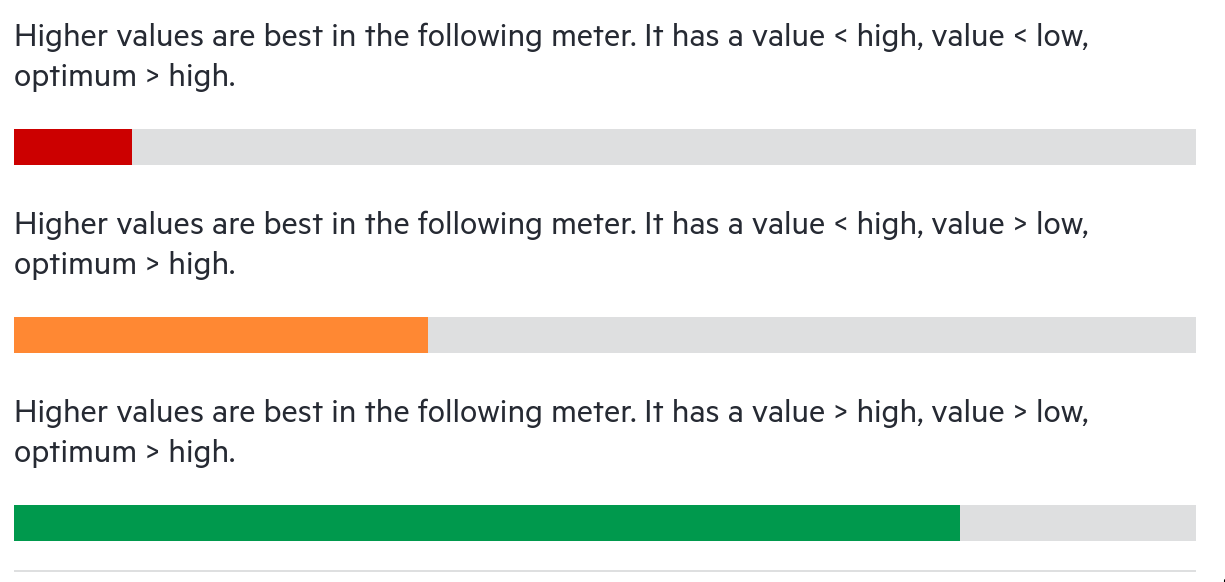 Higher values are best in the following meter. It has a value < high, value < low,
optimum > high.
Higher values are best in the following meter. It has a value < high, value > low,
optimum > high.
Higher values are best in the following meter. It has a value > high, value > low,
optimum > high.